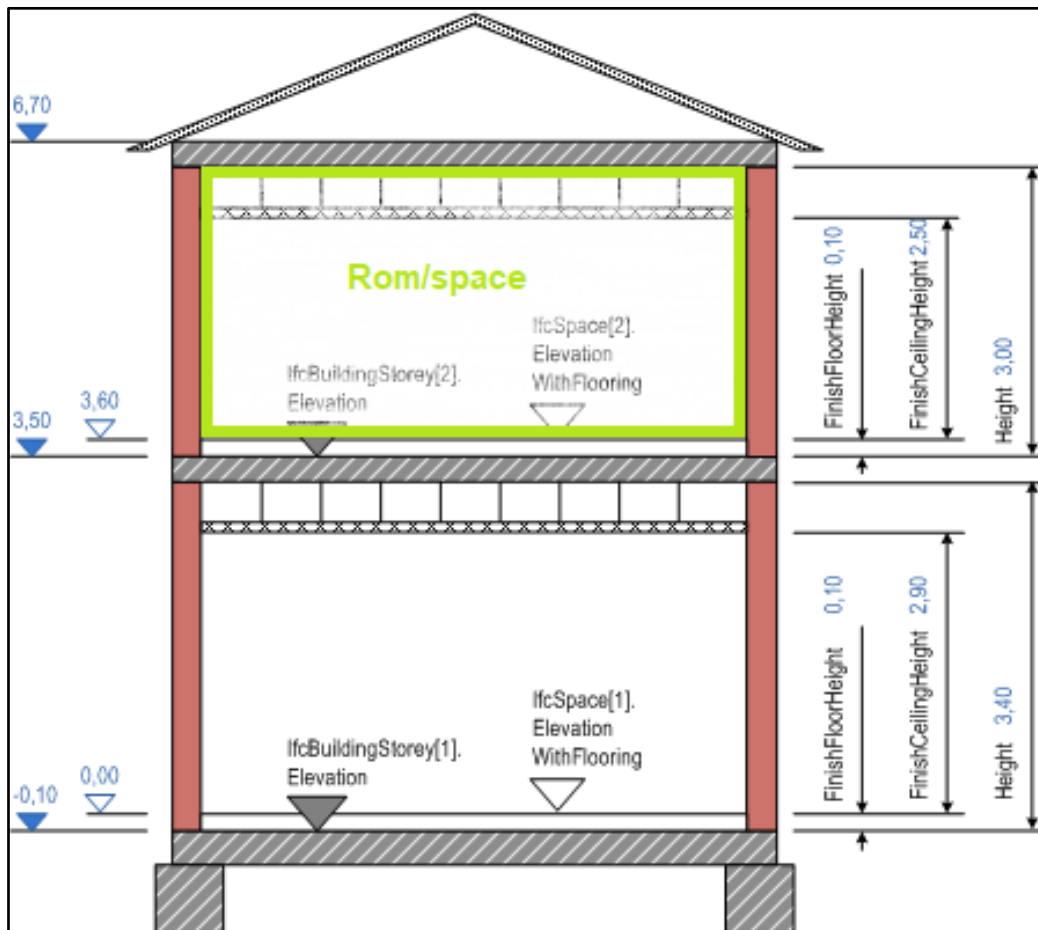 6,70
Rom/space
IfcSpace[2].
Elevation
WithFlooring
IfcBuildingStorey[2].
Elevation
3,60
3,50
FinishFloorHeight 0,10
FinishCeilingHeight 2,50
Height 3,00
IfcSpace[1].
Elevation
WithFlooring
IfcBuildingStorey[1].
Elevation
0,00
-0,10
FinishFloorHeight 0,10
FinishCeilingHeight 2,90
Height 3,40